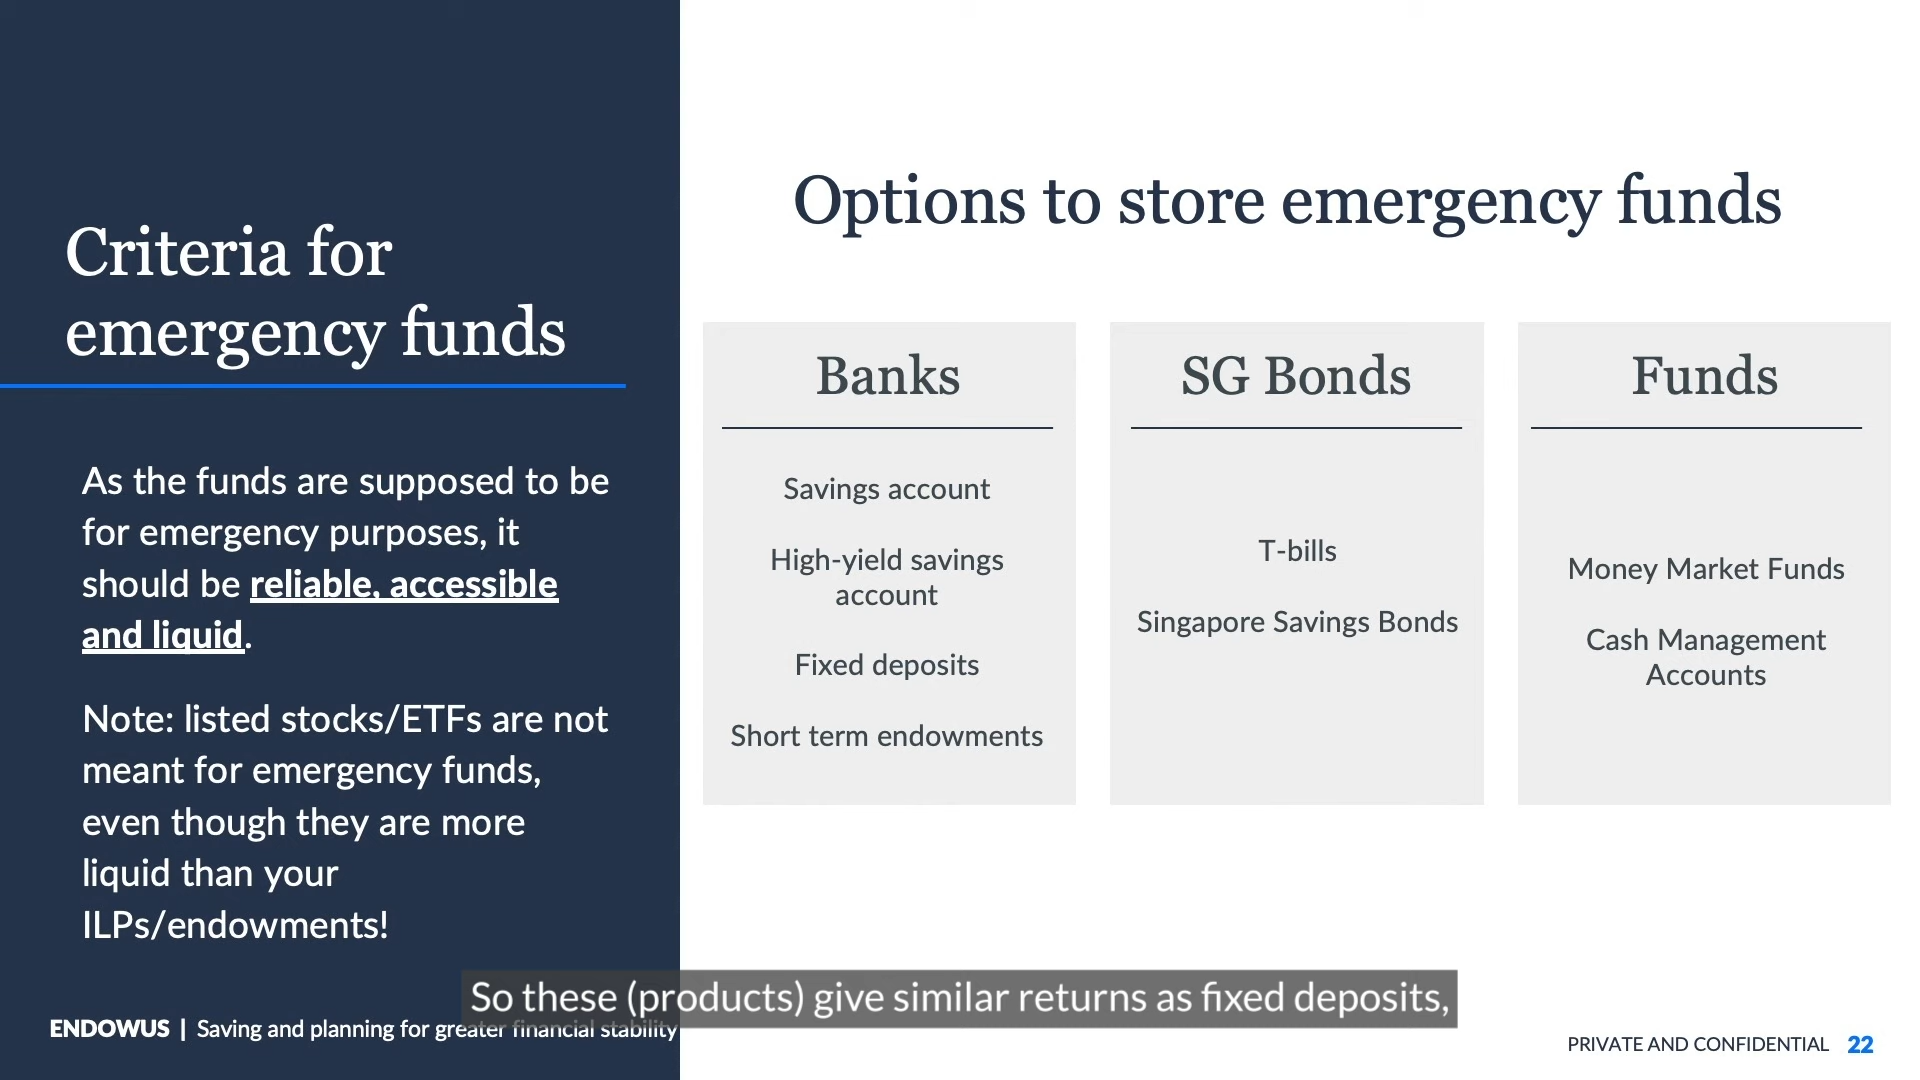 Criteria for
emergency funds
As the funds are supposed to be
for emergency purposes, it
should be reliable, accessible
and liquid.
Note: listed stocks/ETFs are not
meant for emergency funds,
even though they are more
liquid than your
ILPs/endowments!
Options to store emergency funds
Banks
Savings account
High-yield savings
account
Fixed deposits
Short term endowments
SG Bonds
T-bills
Singapore Savings Bonds
Funds
Money Market Funds
Cash Management
Accounts
So these (products) give similar returns as fixed deposits,
ENDOWUS | Saving and planning for greater financial stability
PRIVATE AND CONFIDENTIAL 22